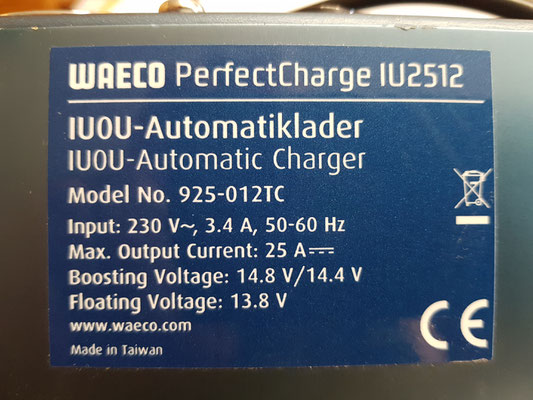 WAECO PerfectCharge IU2512
IU0U-Automatiklader
IU0U-Automatic Charger
Model No. 925-012TC
Input: 230 V~, 3.4 A, 50-60 Hz
Max. Output Current: 25 A⎓
Boosting Voltage: 14.8 V/14.4 V
Floating Voltage: 13.8 V
www.waeco.com
Made in Taiwan
CE